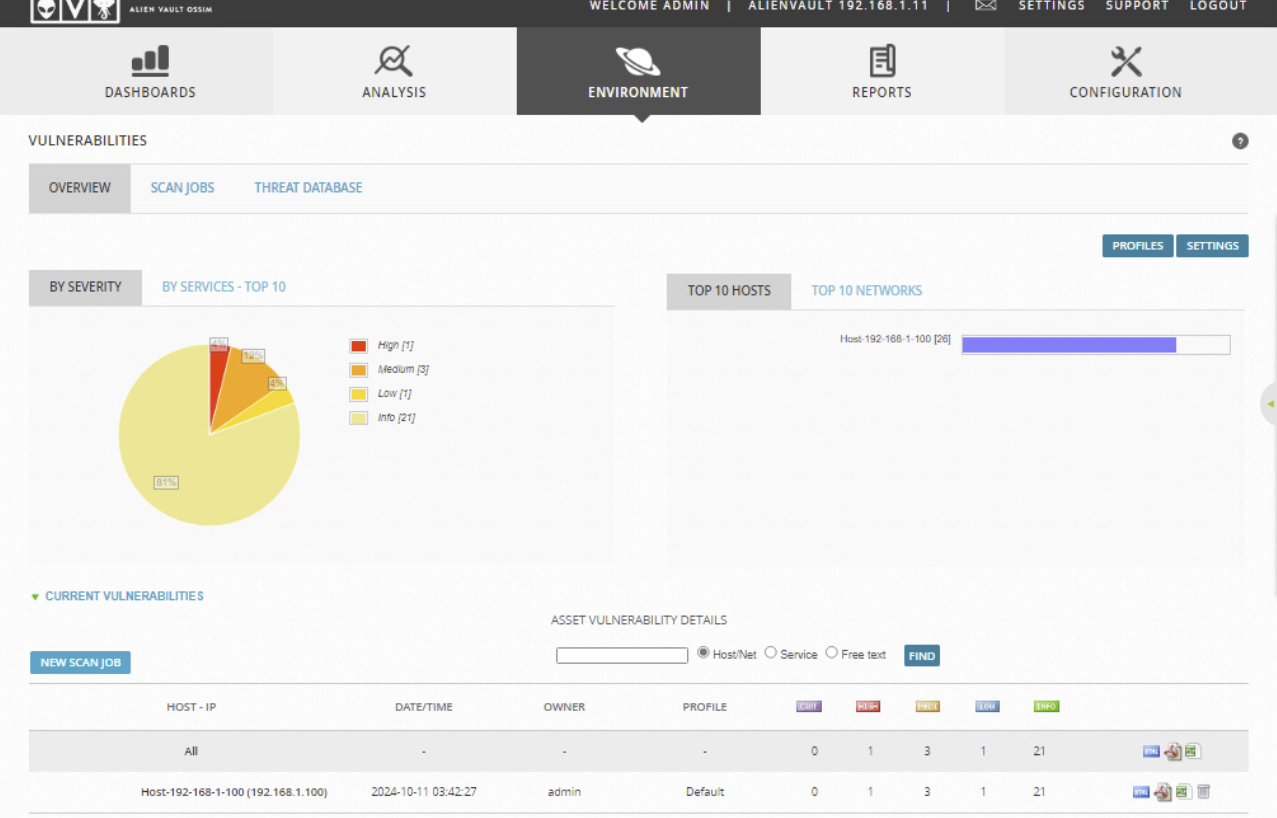 ALIEN VAULT OSSIM
WELCOME ADMIN | ALIENVAULT 192.168.1.11 | SETTINGS SUPPORT LOGOUT
DASHBOARDS ANALYSIS ENVIRONMENT REPORTS CONFIGURATION
VULNERABILITIES ?
OVERVIEW SCAN JOBS THREAT DATABASE
PROFILES SETTINGS
BY SEVERITY BY SERVICES - TOP 10
TOP 10 HOSTS TOP 10 NETWORKS
4%
12%
4%
81%
High [1]
Medium [3]
Low [1]
Info [21]
Host-192-168-1-100 [26]
CURRENT VULNERABILITIES
ASSET VULNERABILITY DETAILS
NEW SCAN JOB
Host/Net Service Free text FIND
HOST - IP DATE/TIME OWNER PROFILE CRIT HIGH MEDI LOW INFO
All - - - 0 1 3 1 21 HTML
Host-192-168-1-100 (192.168.1.100) 2024-10-11 03:42:27 admin Default 0 1 3 1 21 HTML